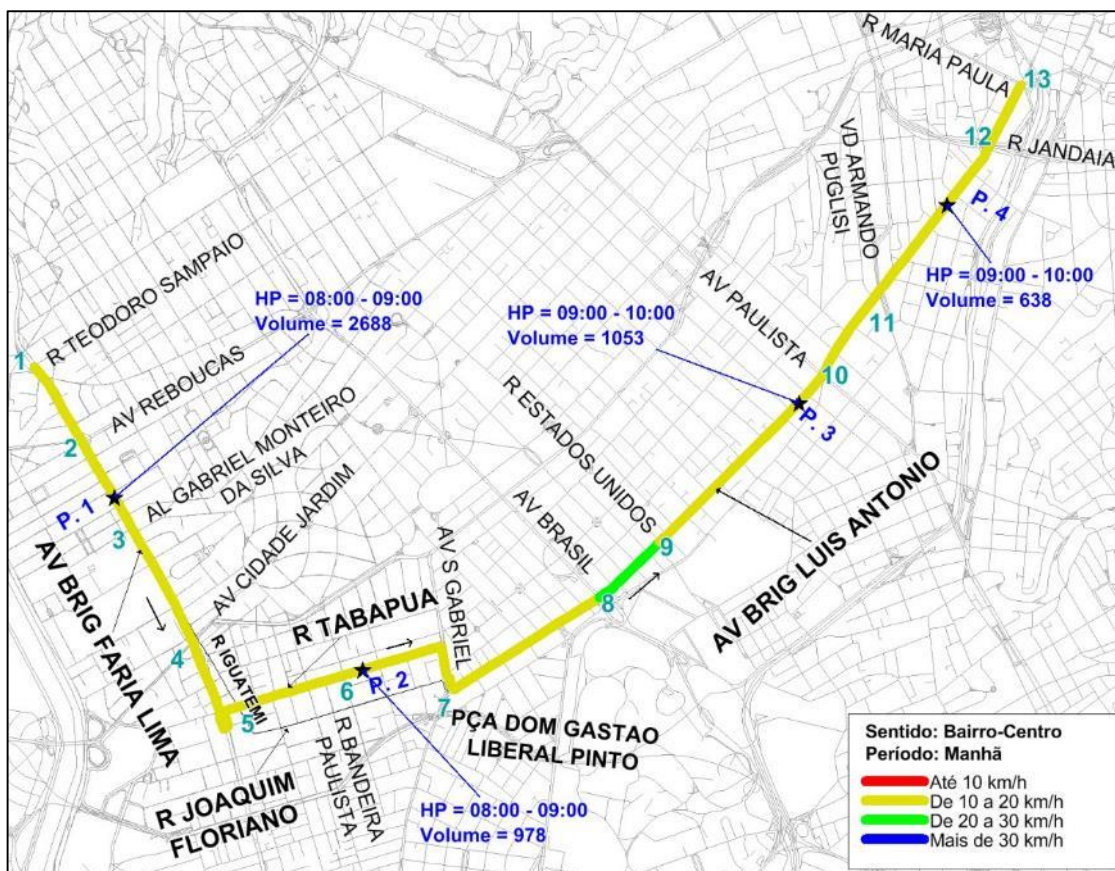 R MARIA PAULA
13
12
R JANDAIA
VD ARMANDO
PUGLISI
P. 4
HP = 09:00 - 10:00
Volume = 638
R TEODORO SAMPAIO
HP = 08:00 - 09:00
Volume = 2688
HP = 09:00 - 10:00
Volume = 1053
AV PAULISTA
11
1
10
AV REBOUCAS
P. 3
R ESTADOS UNIDOS
2
AL GABRIEL MONTEIRO
DA SILVA
P. 1
3
AV CIDADE JARDIM
AV BRASIL
9
AV BRIG LUIS ANTONIO
AV BRIG FARIA LIMA
AV S GABRIEL
8
R TABAPUA
4
R IGUATEMI
5
6
P. 2
7
PÇA DOM GASTAO
LIBERAL PINTO
R BANDEIRA
PAULISTA
R JOAQUIM
FLORIANO
HP = 08:00 - 09:00
Volume = 978
Sentido: Bairro-Centro
Período: Manhã
Até 10 km/h
De 10 a 20 km/h
De 20 a 30 km/h
Mais de 30 km/h